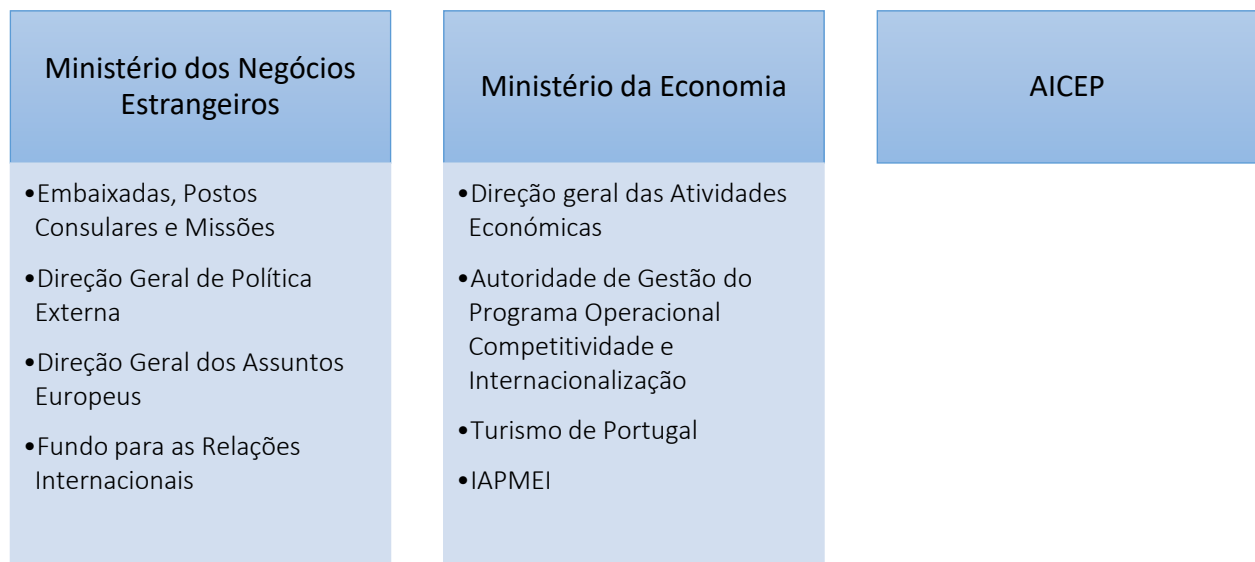 Ministério dos Negócios
Estrangeiros
•Embaixadas, Postos
Consulares e Missões
•Direção Geral de Política
Externa
•Direção Geral dos Assuntos
Europeus
•Fundo para as Relações
Internacionais
Ministério da Economia
•Direção geral das Atividades
Económicas
•Autoridade de Gestão do
Programa Operacional
Competitividade e
Internacionalização
•Turismo de Portugal
•IAPMEI
AICEP